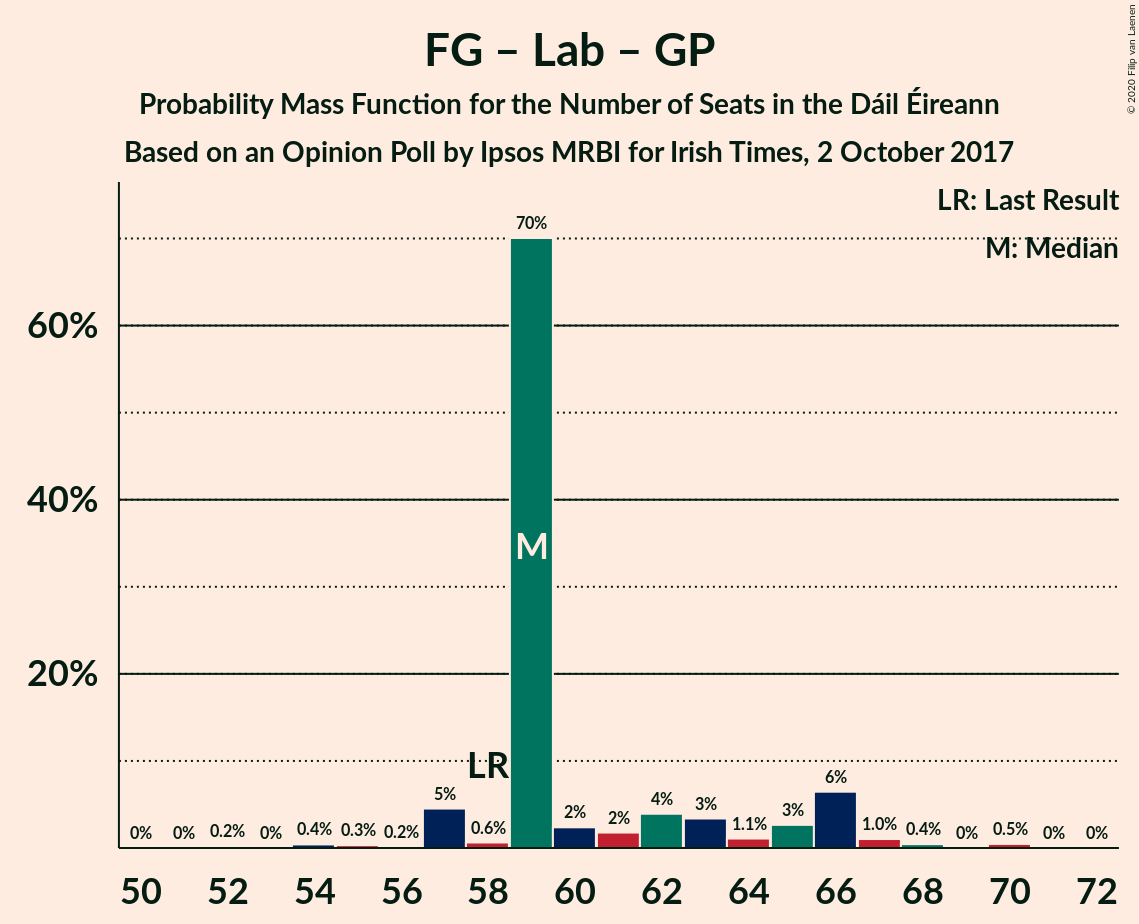 FG – Lab – GP
Probability Mass Function for the Number of Seats in the Dáil Éireann
Based on an Opinion Poll by Ipsos MRBI for Irish Times, 2 October 2017
© 2020 Filip van Laenen
LR: Last Result
M: Median
60%
40%
20%
0% 0% 0.2% 0% 0.4% 0.3% 0.2% 5% 0.6% 70% 2% 2% 4% 3% 1.1% 3% 6% 1.0% 0.4% 0% 0.5% 0% 0%
LR
M
50 52 54 56 58 60 62 64 66 68 70 72